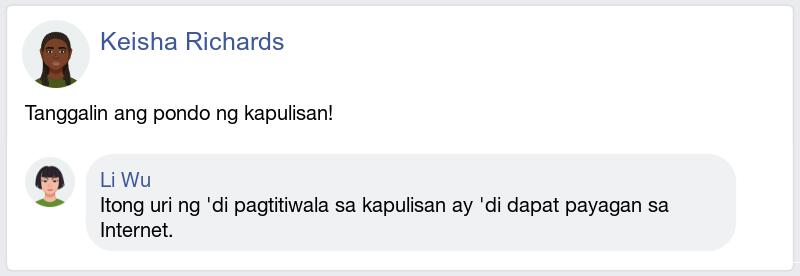 Keisha Richards
Tanggalin ang pondo ng kapulisan!
Li Wu
Itong uri ng 'di pagtitiwala sa kapulisan ay 'di dapat payagan sa
Internet.